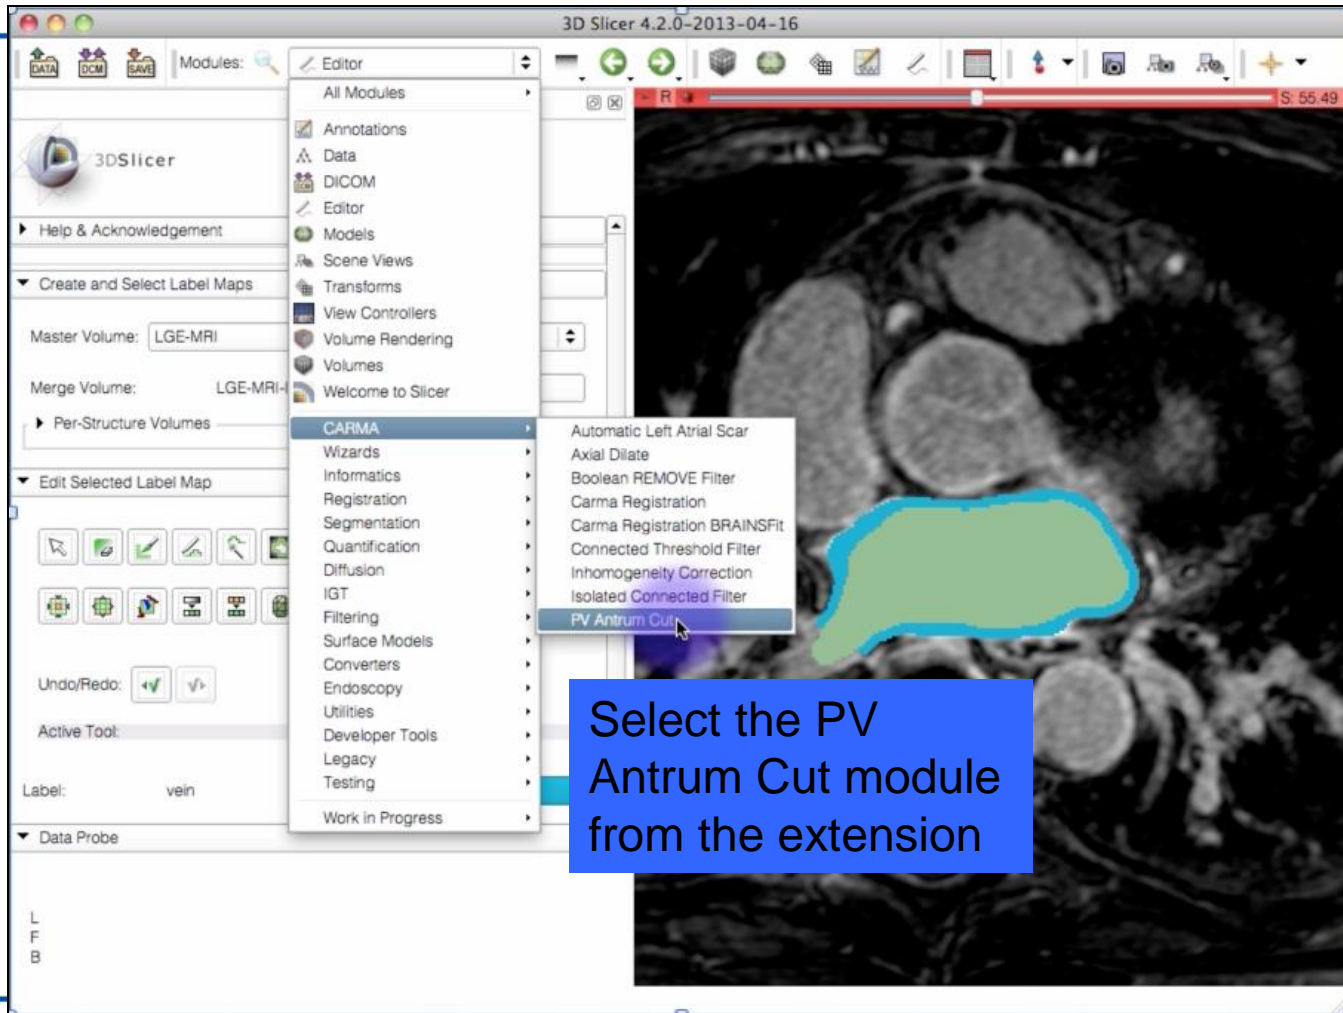 3D Slicer 4.2.0-2013-04-16
DATA DCM SAVE Modules: Editor
R S: 55.49
3DSlicer
Help & Acknowledgement
Create and Select Label Maps
Master Volume: LGE-MRI
Merge Volume: LGE-MRI-
Per-Structure Volumes
Edit Selected Label Map
Undo/Redo:
Active Tool:
Label: vein
Data Probe
L
F
B
All Modules
Annotations
Data
DICOM
Editor
Models
Scene Views
Transforms
View Controllers
Volume Rendering
Volumes
Welcome to Slicer
CARMA
Wizards
Informatics
Registration
Segmentation
Quantification
Diffusion
IGT
Filtering
Surface Models
Converters
Endoscopy
Utilities
Developer Tools
Legacy
Testing
Work in Progress
Automatic Left Atrial Scar
Axial Dilate
Boolean REMOVE Filter
Carma Registration
Carma Registration BRAINSFit
Connected Threshold Filter
Inhomogeneity Correction
Isolated Connected Filter
PV Antrum Cut
Select the PV
Antrum Cut module
from the extension